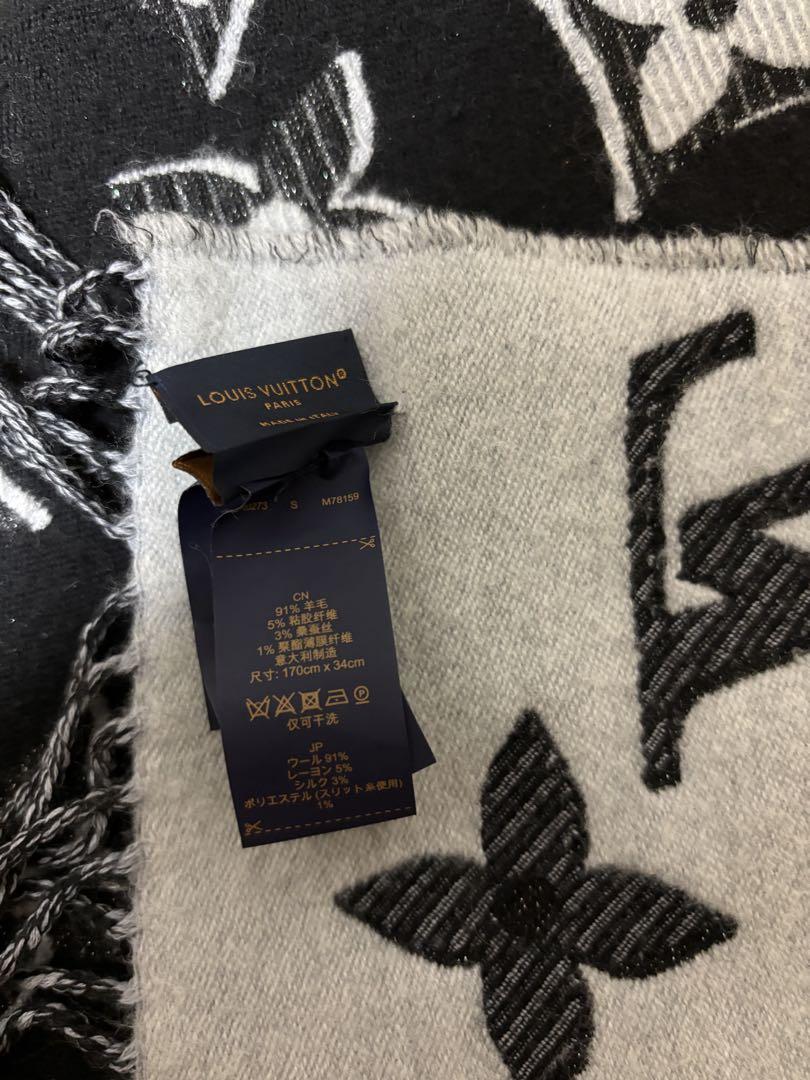 LOUIS VUITTON®
PARIS
MADE IN ITALY
S M78159
CN
91% 羊毛
5% 粘胶纤维
3% 桑蚕丝
1% 聚酯薄膜纤维
意大利制造
尺寸: 170cm x 34cm
P
仅可干洗
JP
ウール 91%
レーヨン 5%
シルク 3%
ポリエステル (スリット糸使用)
1%